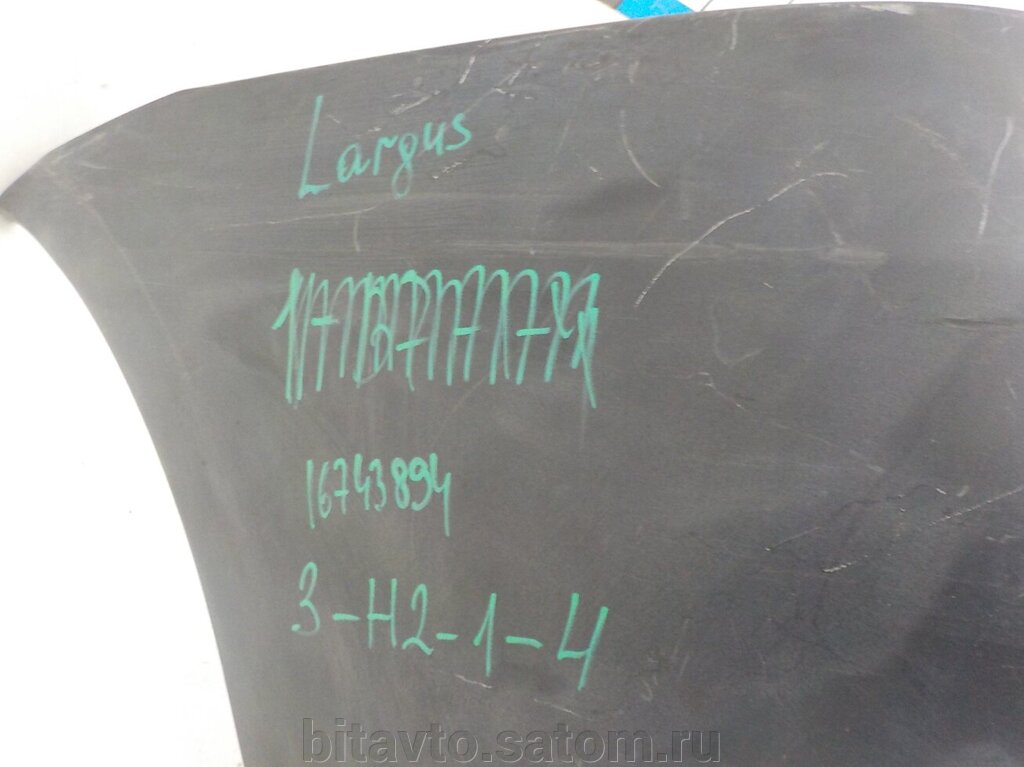 Largus
16743894
3-H2-1-4
bitavto.satom.ru